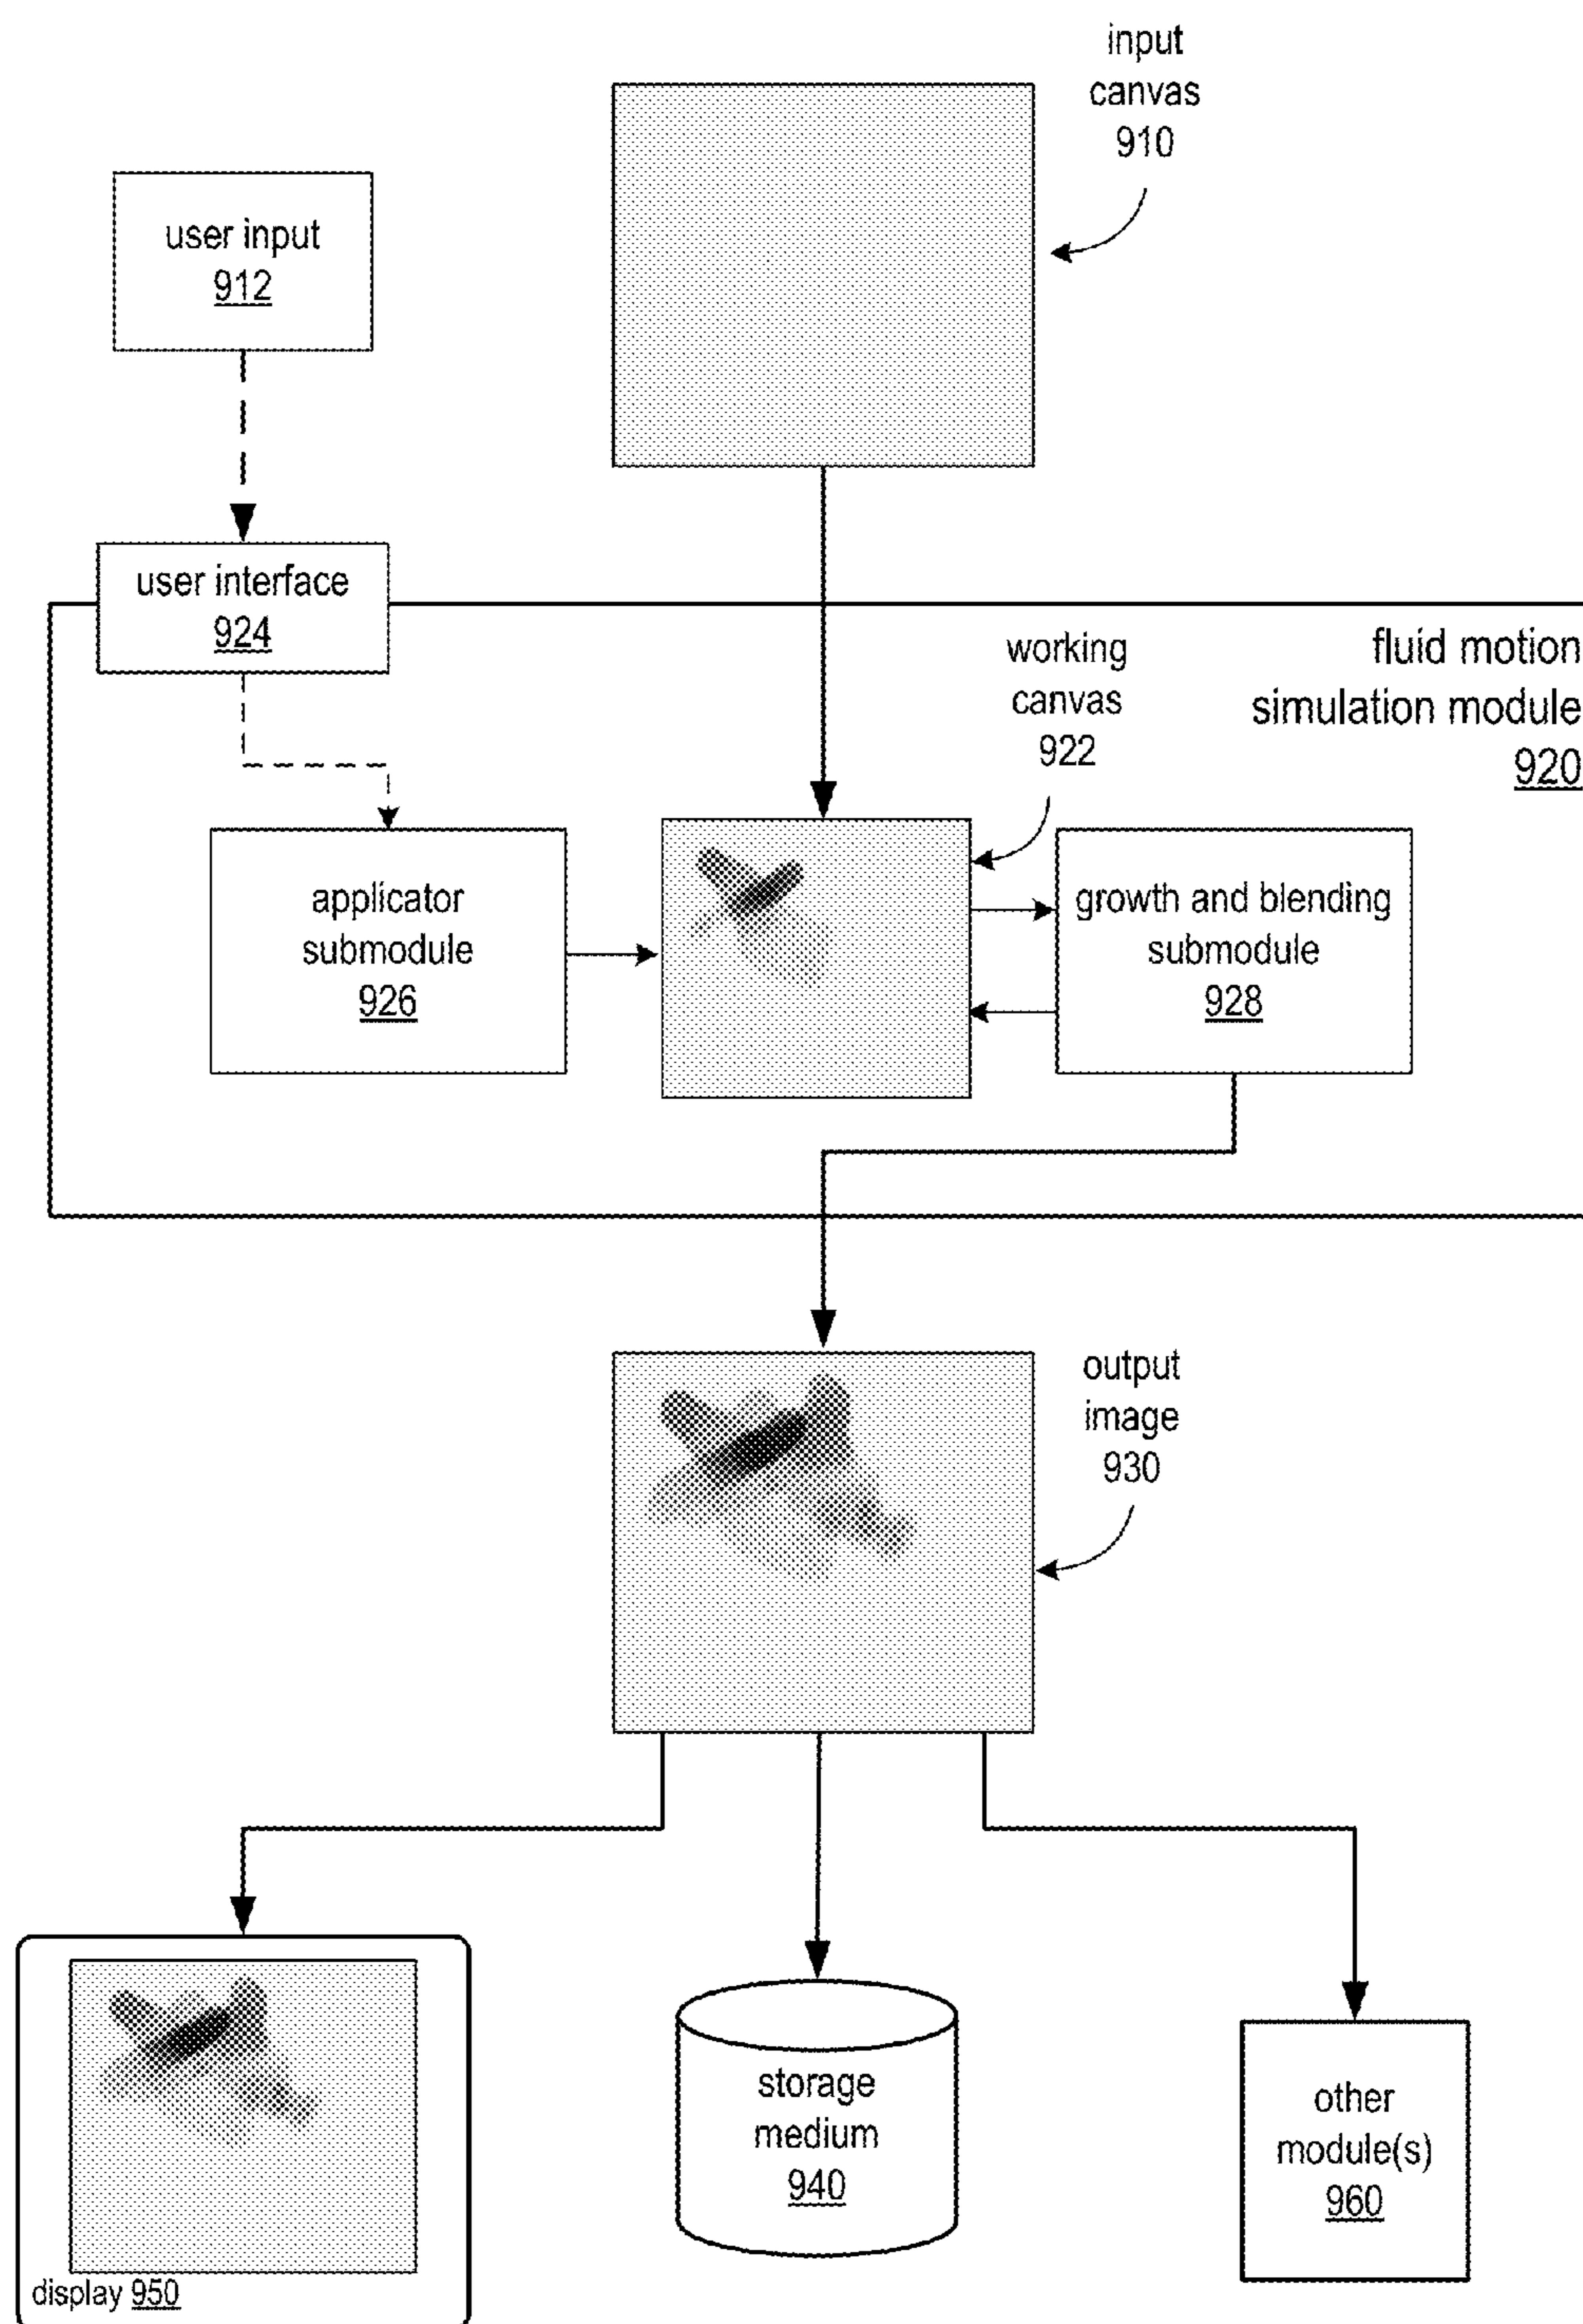 input
canvas
910
user input
912
user interface
924
fluid motion
simulation module
920
working
canvas
922
applicator
submodule
926
growth and blending
submodule
928
output
image
930
display 950
storage
medium
940
other
module(s)
960